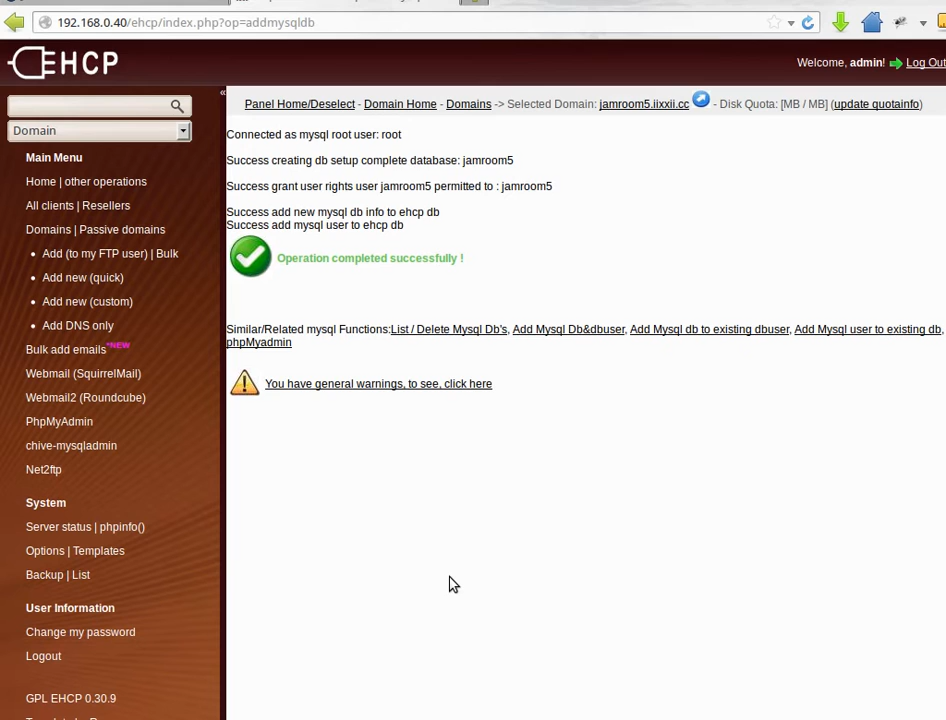 192.168.0.40/ehcp/index.php?op=addmysqldb
EHCP
Welcome, admin! Log Out
«
Panel Home/Deselect - Domain Home - Domains -> Selected Domain: jamroom5.iixxii.cc - Disk Quota: [MB / MB] (update quotainfo)
Domain
Main Menu
Home | other operations
All clients | Resellers
Domains | Passive domains
Add (to my FTP user) | Bulk
Add new (quick)
Add new (custom)
Add DNS only
Bulk add emails *NEW
Webmail (SquirrelMail)
Webmail2 (Roundcube)
PhpMyAdmin
chive-mysqladmin
Net2ftp
System
Server status | phpinfo()
Options | Templates
Backup | List
User Information
Change my password
Logout
GPL EHCP 0.30.9
Connected as mysql root user: root
Success creating db setup complete database: jamroom5
Success grant user rights user jamroom5 permitted to : jamroom5
Success add new mysql db info to ehcp db
Success add mysql user to ehcp db
Operation completed successfully !
Similar/Related mysql Functions:List / Delete Mysql Db's, Add Mysql Db&dbuser, Add Mysql db to existing dbuser, Add Mysql user to existing db,
phpMyadmin
You have general warnings, to see, click here